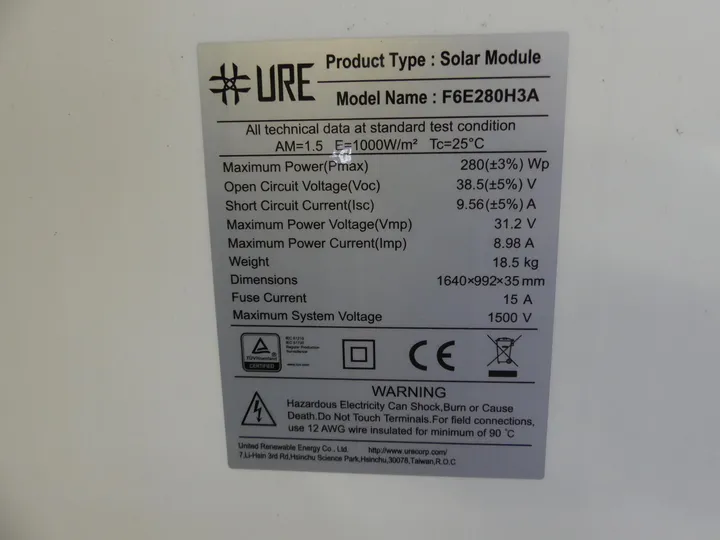 URE
Product Type : Solar Module
Model Name : F6E280H3A
All technical data at standard test condition
AM=1.5 E=1000W/m² Tc=25°C
Maximum Power(Pmax) 280(±3%) Wp
Open Circuit Voltage(Voc) 38.5(±5%) V
Short Circuit Current(Isc) 9.56(±5%) A
Maximum Power Voltage(Vmp) 31.2 V
Maximum Power Current(Imp) 8.98 A
Weight 18.5 kg
Dimensions 1640×992×35 mm
Fuse Current 15 A
Maximum System Voltage 1500 V
CERTIFIED
CE
WARNING
Hazardous Electricity Can Shock,Burn or Cause
Death.Do Not Touch Terminals.For field connections,
use 12 AWG wire insulated for minimum of 90 ℃
United Renewable Energy Co., Ltd. http://www.urecorp.com/
7,Li-Hsin 3rd Rd,Hsinchu Science Park,Hsinchu,30078,Taiwan,R.O.C